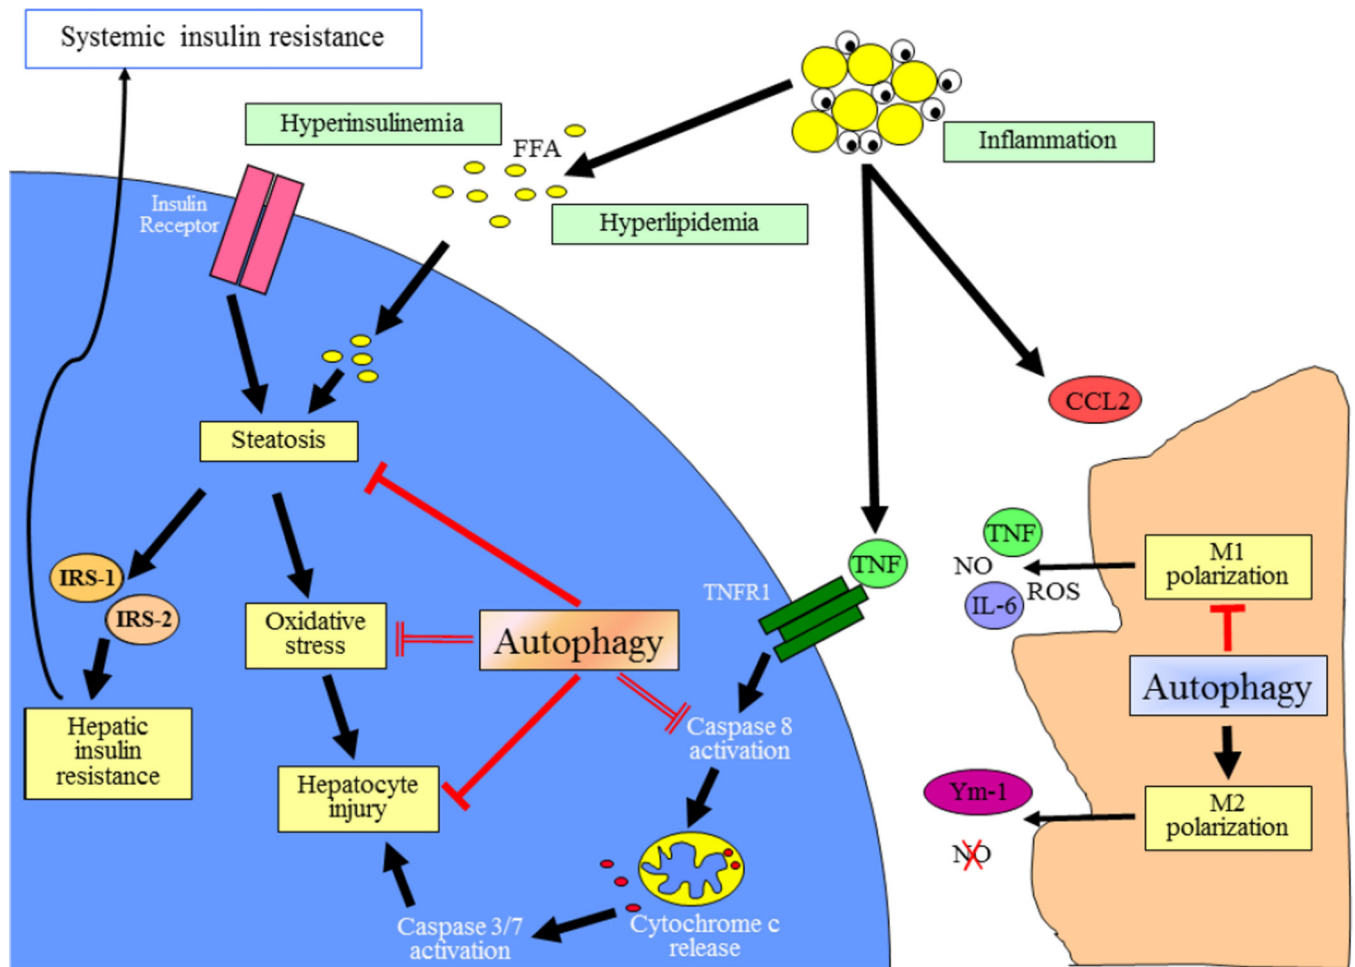 Systemic insulin resistance
Hyperinsulinemia
FFA
Inflammation
Insulin
Receptor
Hyperlipidemia
CCL2
Steatosis
IRS-1
IRS-2
Oxidative
stress
Autophagy
TNFR1
TNF
TNF
NO
IL-6
ROS
M1
polarization
Autophagy
Hepatic
insulin
resistance
Hepatocyte
injury
Caspase 8
activation
Ym-1
NO
M2
polarization
Caspase 3/7
activation
Cytochrome c
release